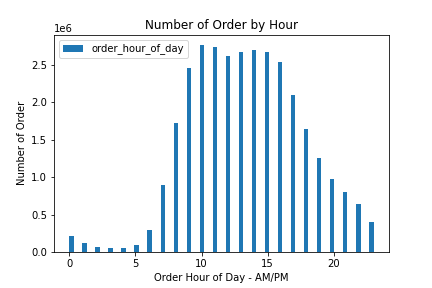 Number of Order by Hour
1e6
order_hour_of_day
2.5
2.0
1.5
1.0
0.5
0.0
Number of Order
0 5 10 15 20
Order Hour of Day - AM/PM